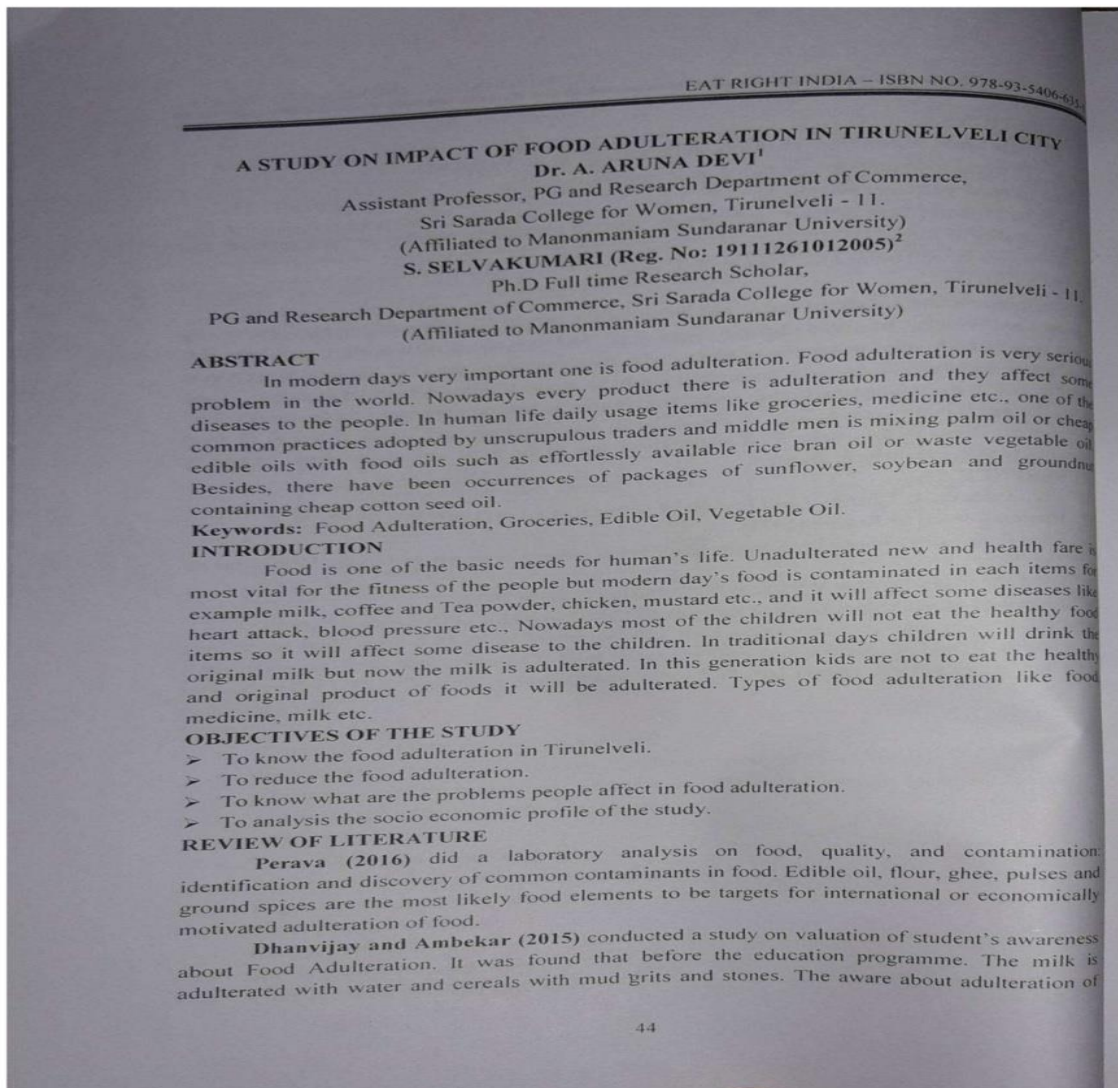 EAT RIGHT INDIA – ISBN NO. 978-93-5406-
A STUDY ON IMPACT OF FOOD ADULTERATION IN TIRUNELVELI CITY
Dr. A. ARUNA DEVI¹
Assistant Professor, PG and Research Department of Commerce,
Sri Sarada College for Women, Tirunelveli - 11.
(Affiliated to Manonmaniam Sundaranar University)
S. SELVAKUMARI (Reg. No: 19111261012005)²
Ph.D Full time Research Scholar,
PG and Research Department of Commerce, Sri Sarada College for Women, Tirunelveli - 11.
(Affiliated to Manonmaniam Sundaranar University)
ABSTRACT
In modern days very important one is food adulteration. Food adulteration is very serious
problem in the world. Nowadays every product there is adulteration and they affect some
diseases to the people. In human life daily usage items like groceries, medicine etc., one of the
common practices adopted by unscrupulous traders and middle men is mixing palm oil or cheap
edible oils with food oils such as effortlessly available rice bran oil or waste vegetable oil.
Besides, there have been occurrences of packages of sunflower, soybean and groundnut
containing cheap cotton seed oil.
Keywords: Food Adulteration, Groceries, Edible Oil, Vegetable Oil.
INTRODUCTION
Food is one of the basic needs for human's life. Unadulterated new and health fare is
most vital for the fitness of the people but modern day's food is contaminated in each items for
example milk, coffee and Tea powder, chicken, mustard etc., and it will affect some diseases like
heart attack, blood pressure etc., Nowadays most of the children will not eat the healthy food
items so it will affect some disease to the children. In traditional days children will drink the
original milk but now the milk is adulterated. In this generation kids are not to eat the healthy
and original product of foods it will be adulterated. Types of food adulteration like food
medicine, milk etc.
OBJECTIVES OF THE STUDY
➢ To know the food adulteration in Tirunelveli.
➢ To reduce the food adulteration.
➢ To know what are the problems people affect in food adulteration.
➢ To analysis the socio economic profile of the study.
REVIEW OF LITERATURE
Perava (2016) did a laboratory analysis on food, quality, and contamination:
identification and discovery of common contaminants in food. Edible oil, flour, ghee, pulses and
ground spices are the most likely food elements to be targets for international or economically
motivated adulteration of food.
Dhanvijay and Ambekar (2015) conducted a study on valuation of student's awareness
about Food Adulteration. It was found that before the education programme. The milk is
adulterated with water and cereals with mud grits and stones. The aware about adulteration of
44